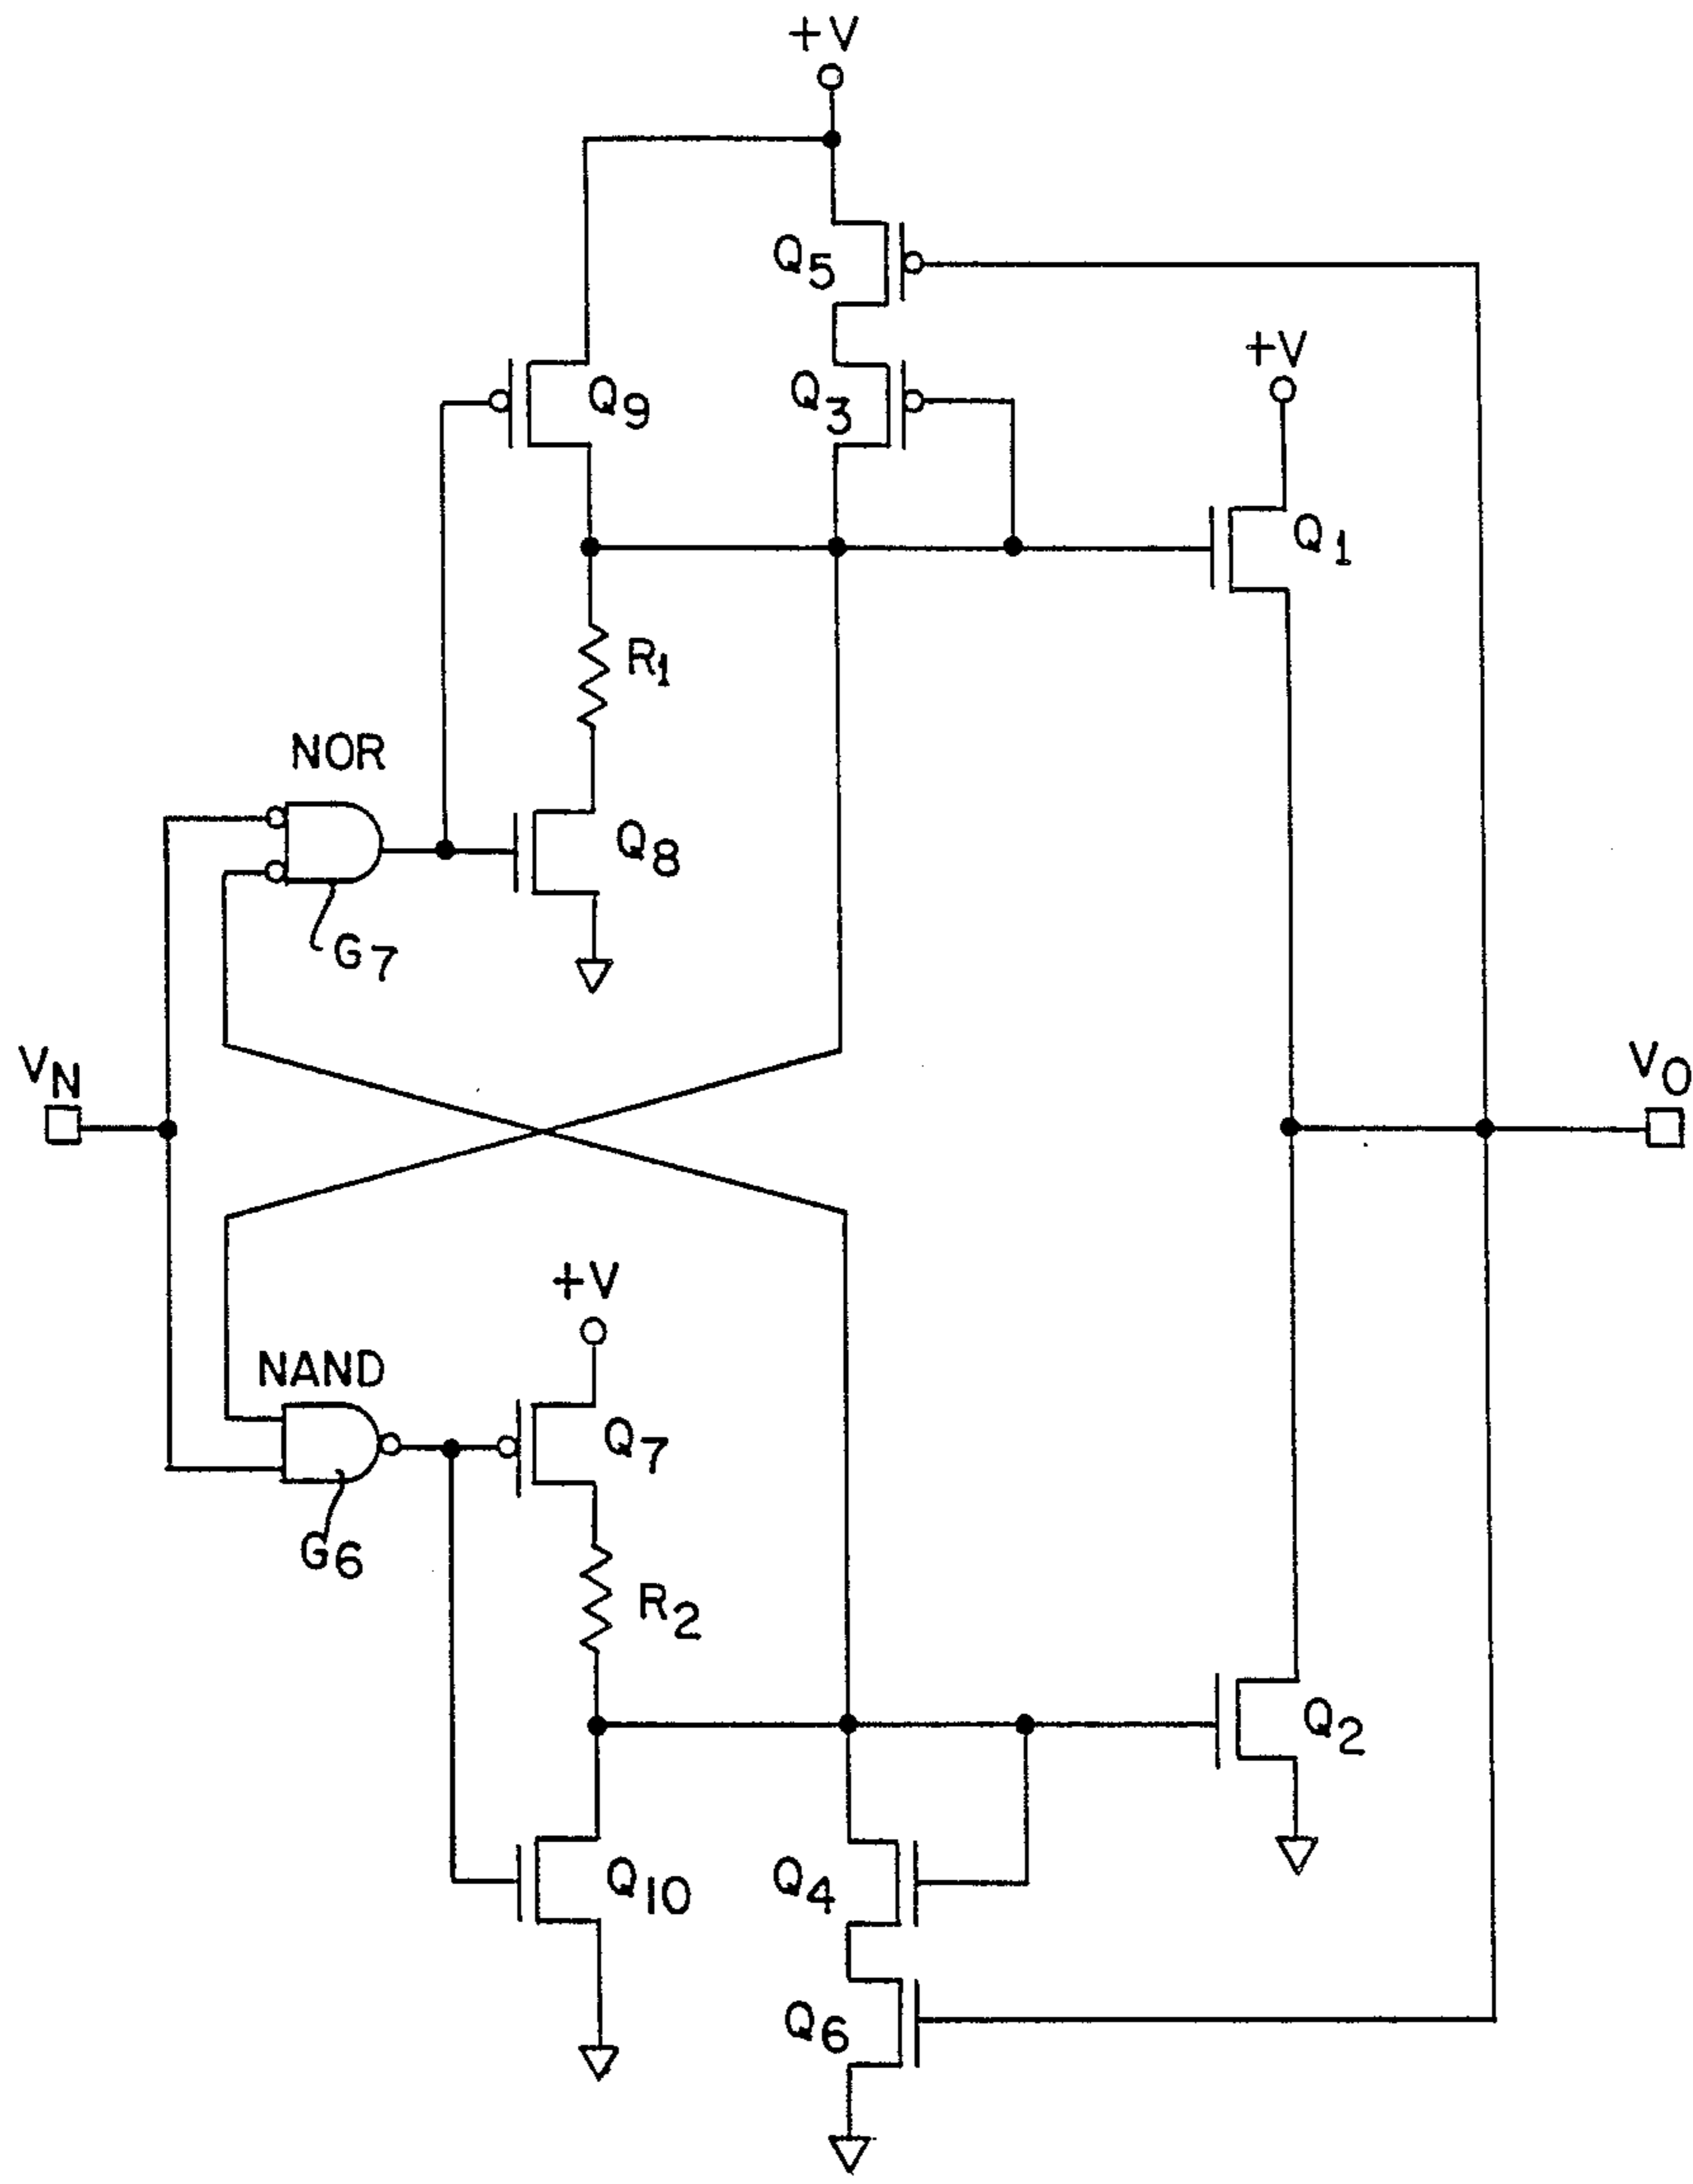 +V
Q5
+V
Q9
Q3
Q1
R1
NOR
Q8
G7
VN
VO
+V
NAND
Q7
G6
R2
Q2
Q10
Q4
Q6